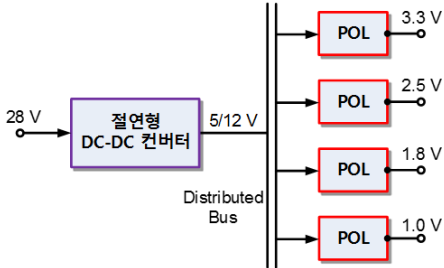 28 V
절연형
DC-DC 컨버터
5/12 V
Distributed
Bus
POL
3.3 V
POL
2.5 V
POL
1.8 V
POL
1.0 V